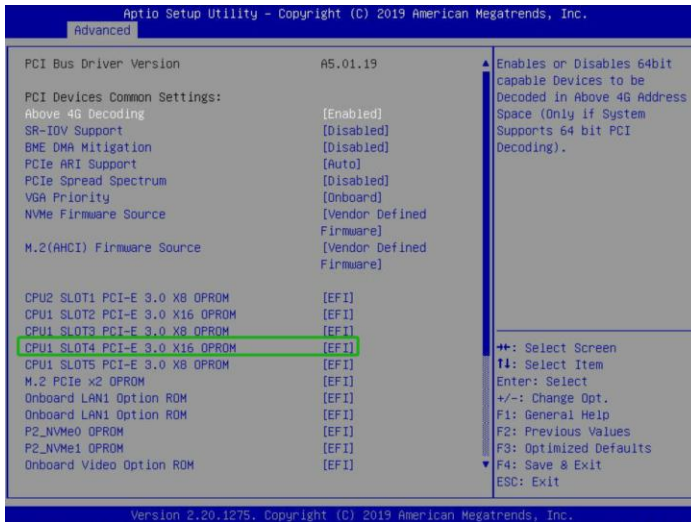 Aptio Setup Utility – Copyright (C) 2019 American Megatrends, Inc.
Advanced
PCI Bus Driver Version A5.01.19
PCI Devices Common Settings:
Above 4G Decoding [Enabled]
SR-IOV Support [Disabled]
BME DMA Mitigation [Disabled]
PCIe ARI Support [Auto]
PCIe Spread Spectrum [Disabled]
VGA Priority [Onboard]
NVMe Firmware Source [Vendor Defined
Firmware]
M.2(AHCI) Firmware Source [Vendor Defined
Firmware]
CPU2 SLOT1 PCI-E 3.0 X8 OPROM [EFI]
CPU1 SLOT2 PCI-E 3.0 X16 OPROM [EFI]
CPU1 SLOT3 PCI-E 3.0 X8 OPROM [EFI]
CPU1 SLOT4 PCI-E 3.0 X16 OPROM [EFI]
CPU1 SLOT5 PCI-E 3.0 X8 OPROM [EFI]
M.2 PCIe x2 OPROM [EFI]
Onboard LAN1 Option ROM [EFI]
Onboard LAN1 Option ROM [EFI]
P2_NVMe0 OPROM [EFI]
P2_NVMe1 OPROM [EFI]
Onboard Video Option ROM [EFI]
Enables or Disables 64bit
capable Devices to be
Decoded in Above 4G Address
Space (Only if System
Supports 64 bit PCI
Decoding).
→←: Select Screen
↑↓: Select Item
Enter: Select
+/-: Change Opt.
F1: General Help
F2: Previous Values
F3: Optimized Defaults
F4: Save & Exit
ESC: Exit
Version 2.20.1275. Copyright (C) 2019 American Megatrends, Inc.